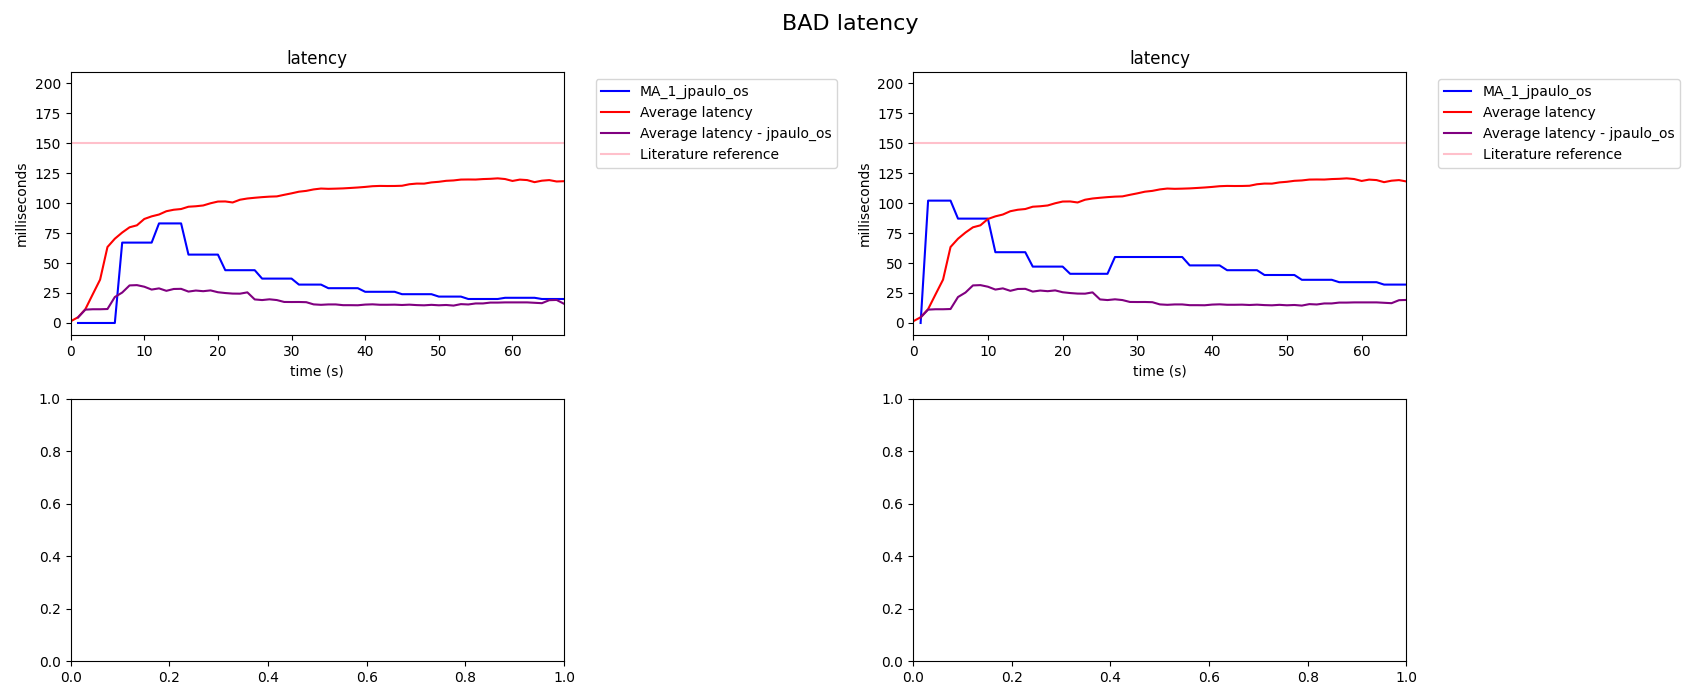 BAD latency
latency
milliseconds
200
175
150
125
100
75
50
25
0
0 10 20 30 40 50 60
time (s)
MA_1_jpaulo_os
Average latency
Average latency - jpaulo_os
Literature reference
latency
milliseconds
200
175
150
125
100
75
50
25
0
0 10 20 30 40 50 60
time (s)
MA_1_jpaulo_os
Average latency
Average latency - jpaulo_os
Literature reference
1.0
0.8
0.6
0.4
0.2
0.0
0.0 0.2 0.4 0.6 0.8 1.0
1.0
0.8
0.6
0.4
0.2
0.0
0.0 0.2 0.4 0.6 0.8 1.0